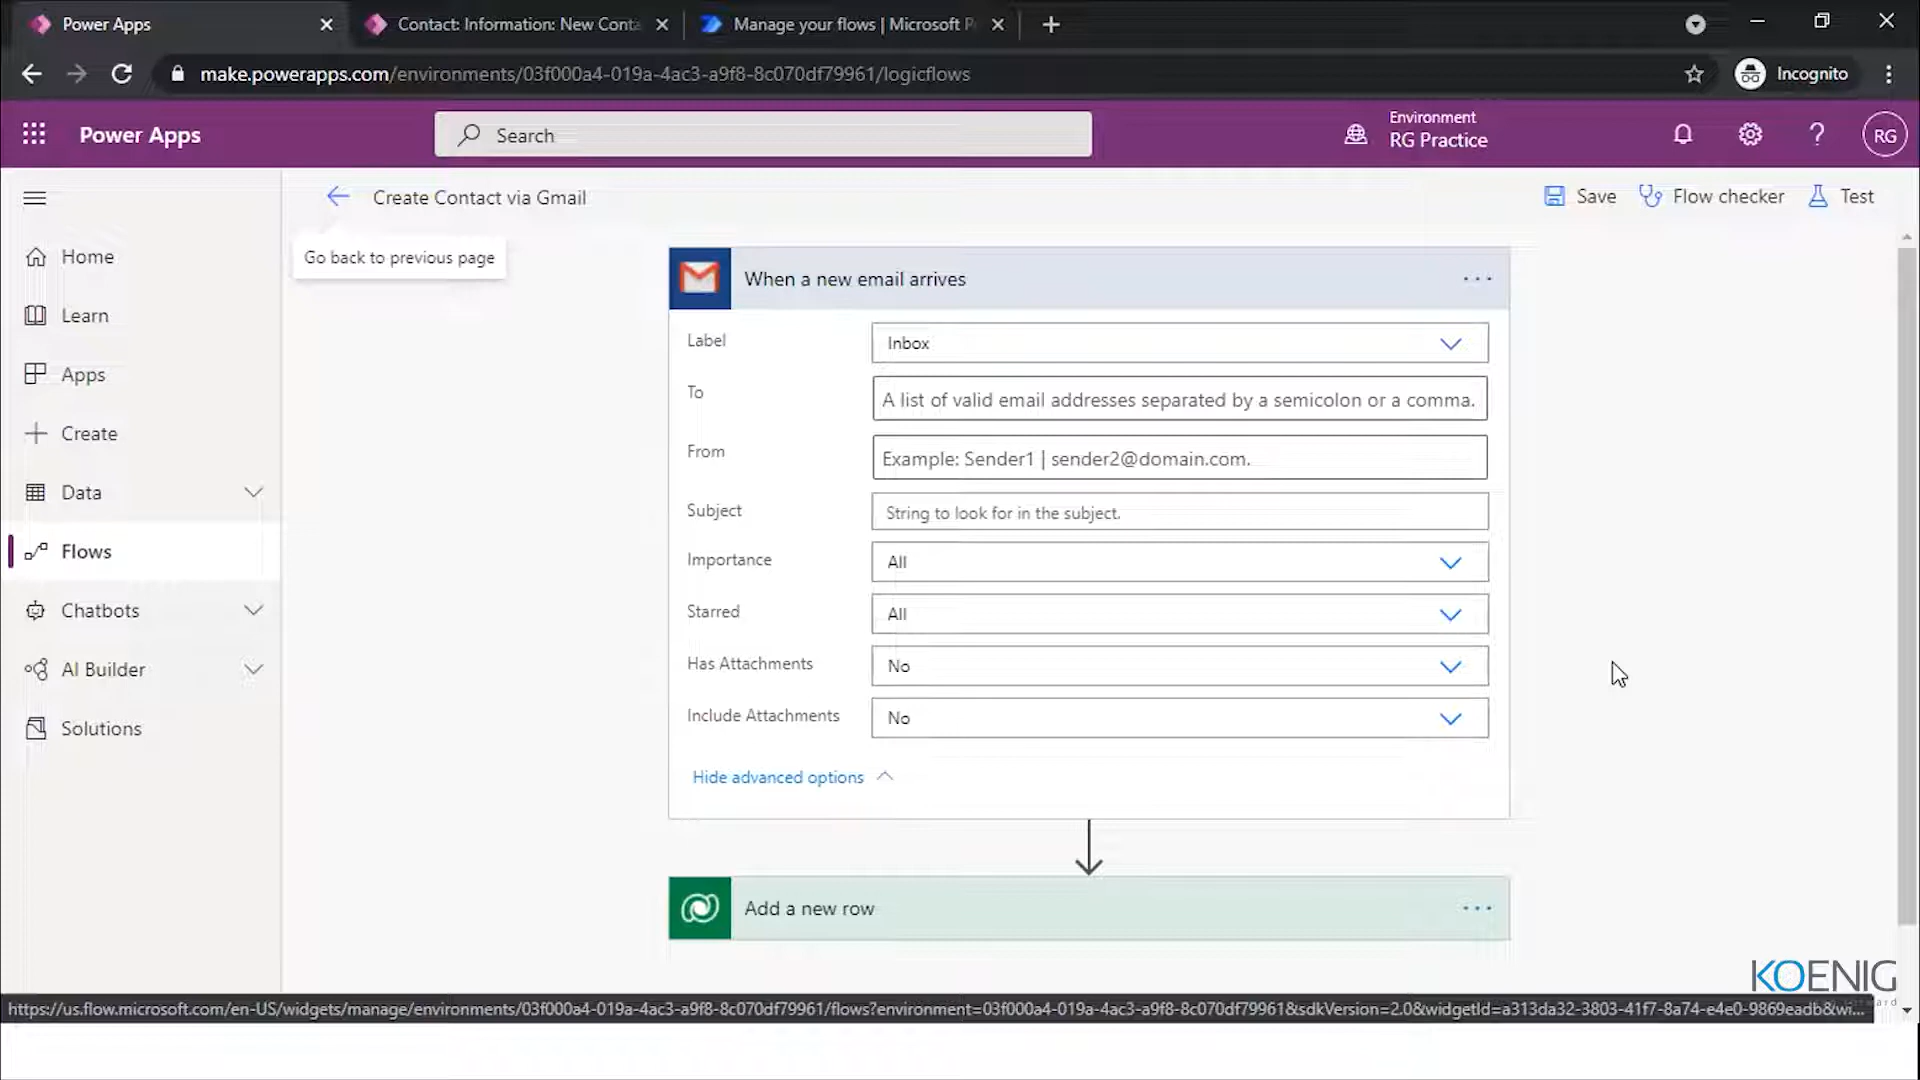 Power Apps
Contact: Information: New Conta
Manage your flows | Microsoft P
make.powerapps.com/environments/03f000a4-019a-4ac3-a9f8-8c070df79961/logicflows
Incognito
Power Apps
Search
Environment
RG Practice
RG
Create Contact via Gmail
Save
Flow checker
Test
Go back to previous page
Home
Learn
Apps
Create
Data
Flows
Chatbots
AI Builder
Solutions
When a new email arrives
Label
Inbox
To
A list of valid email addresses separated by a semicolon or a comma.
From
Example: Sender1 | sender2@domain.com.
Subject
String to look for in the subject.
Importance
All
Starred
All
Has Attachments
No
Include Attachments
No
Hide advanced options
Add a new row
KOENIG
https://us.flow.microsoft.com/en-US/widgets/manage/environments/03f000a4-019a-4ac3-a9f8-8c070df79961/flows?environment=03f000a4-019a-4ac3-a9f8-8c070df79961&sdkVersion=2.0&widgetId=a313da32-3803-41f7-8a74-e4e0-9869eadb&wi...